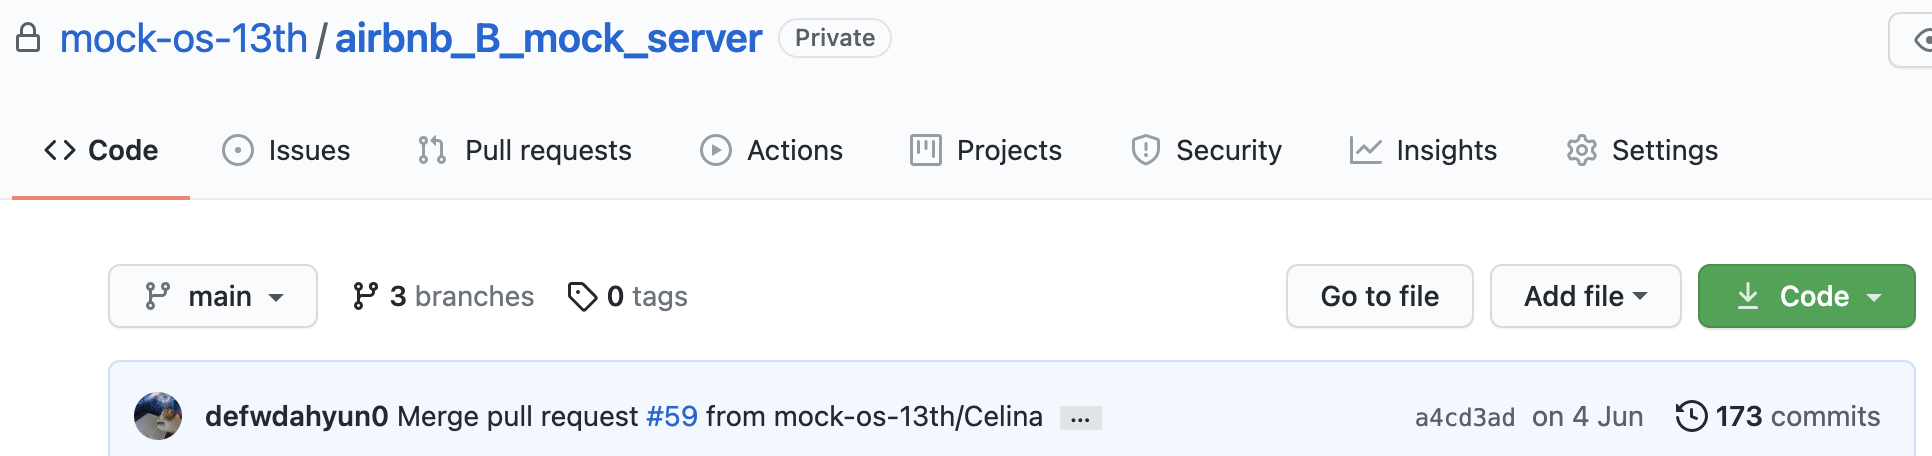 mock-os-13th / airbnb_B_mock_server Private
Code Issues Pull requests Actions Projects Security Insights Settings
main 3 branches 0 tags Go to file Add file Code
defwdahyun0 Merge pull request #59 from mock-os-13th/Celina ... a4cd3ad on 4 Jun 173 commits